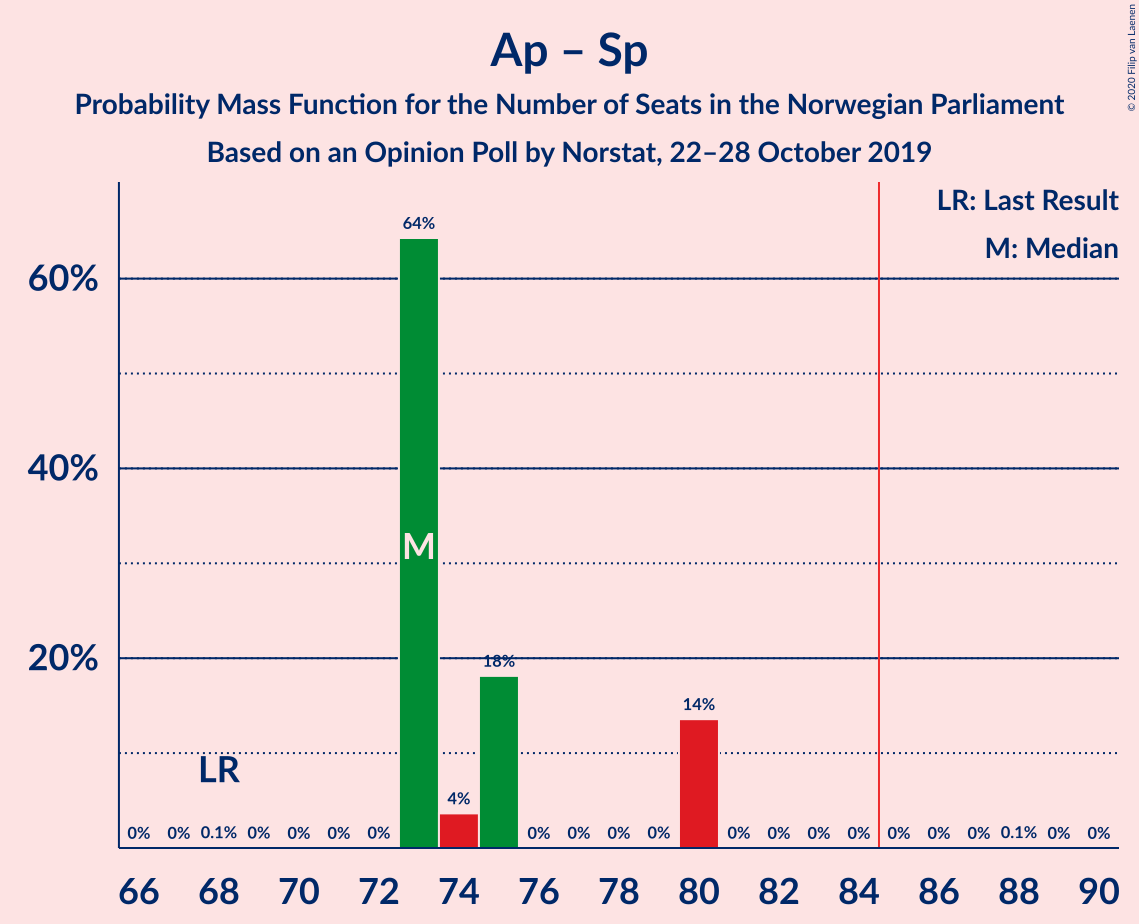 Ap – Sp
Probability Mass Function for the Number of Seats in the Norwegian Parliament
Based on an Opinion Poll by Norstat, 22–28 October 2019
© 2020 Filip van Laenen
LR: Last Result
M: Median
64%
60%
40%
M
20%
18%
14%
LR
4%
0% 0% 0.1% 0% 0% 0% 0% 0% 0% 0% 0% 0% 0% 0% 0% 0% 0% 0% 0.1% 0% 0%
66 68 70 72 74 76 78 80 82 84 86 88 90